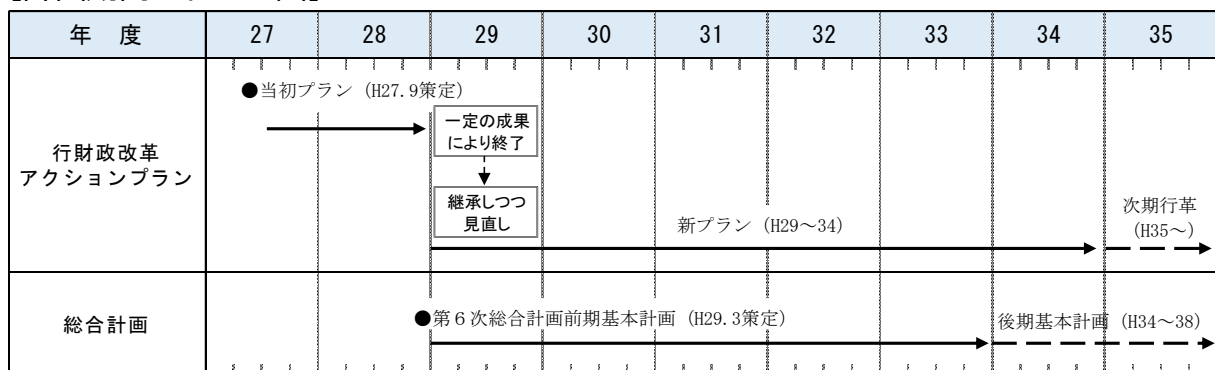 年 度 27 28 29 30 31 32 33 34 35
●当初プラン（H27.9策定）
一定の成果
により終了
行財政改革
アクションプラン
継承しつつ
見直し
新プラン（H29～34）
次期行革
（H35～）
総合計画
●第６次総合計画前期基本計画（H29.3策定）
後期基本計画（H34～38）